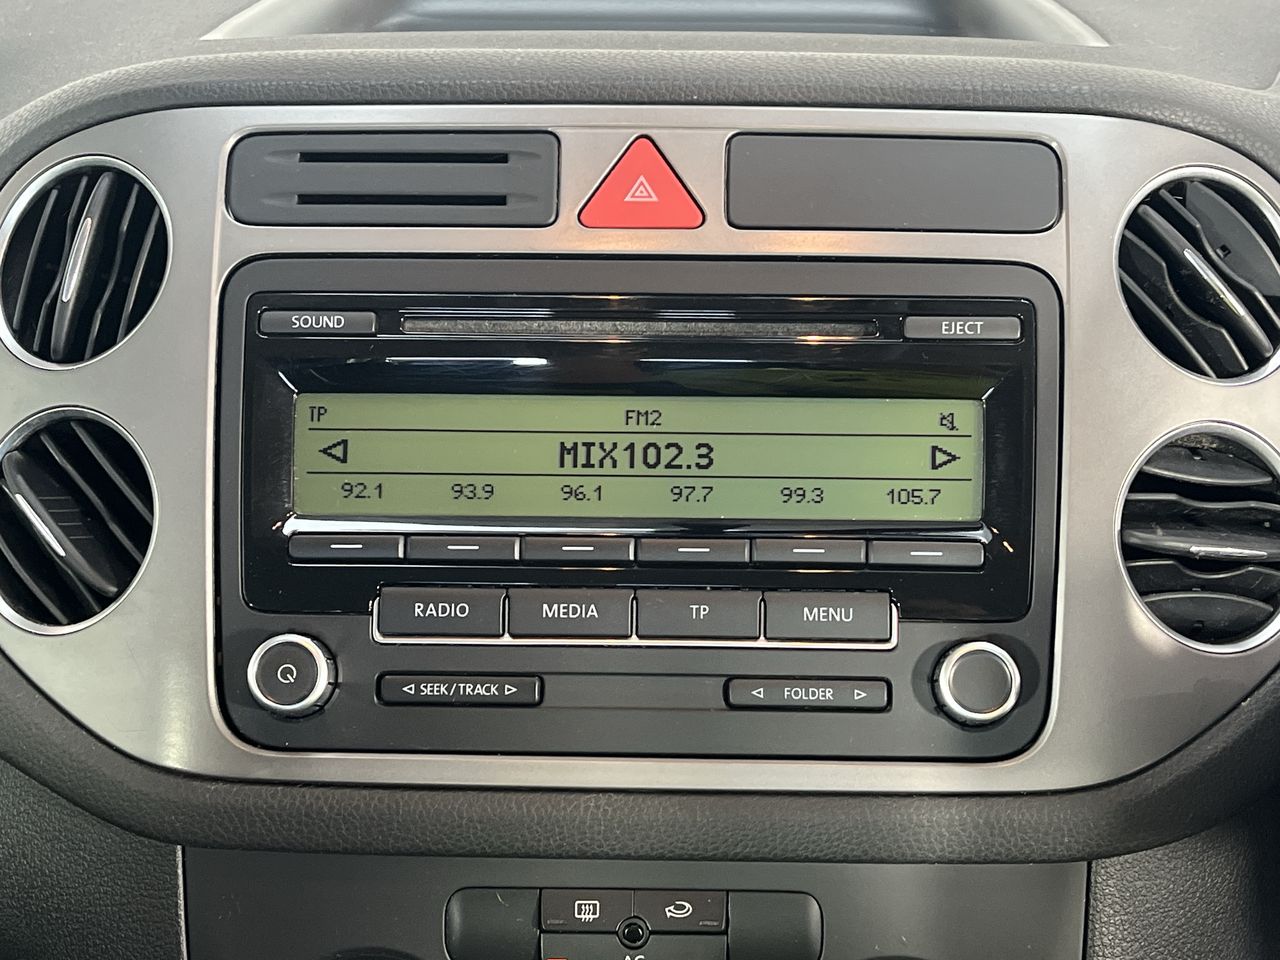 SOUND
EJECT
TP FM2
MIX102.3
92.1 93.9 96.1 97.7 99.3 105.7
RADIO MEDIA TP MENU
SEEK/TRACK
FOLDER
AC